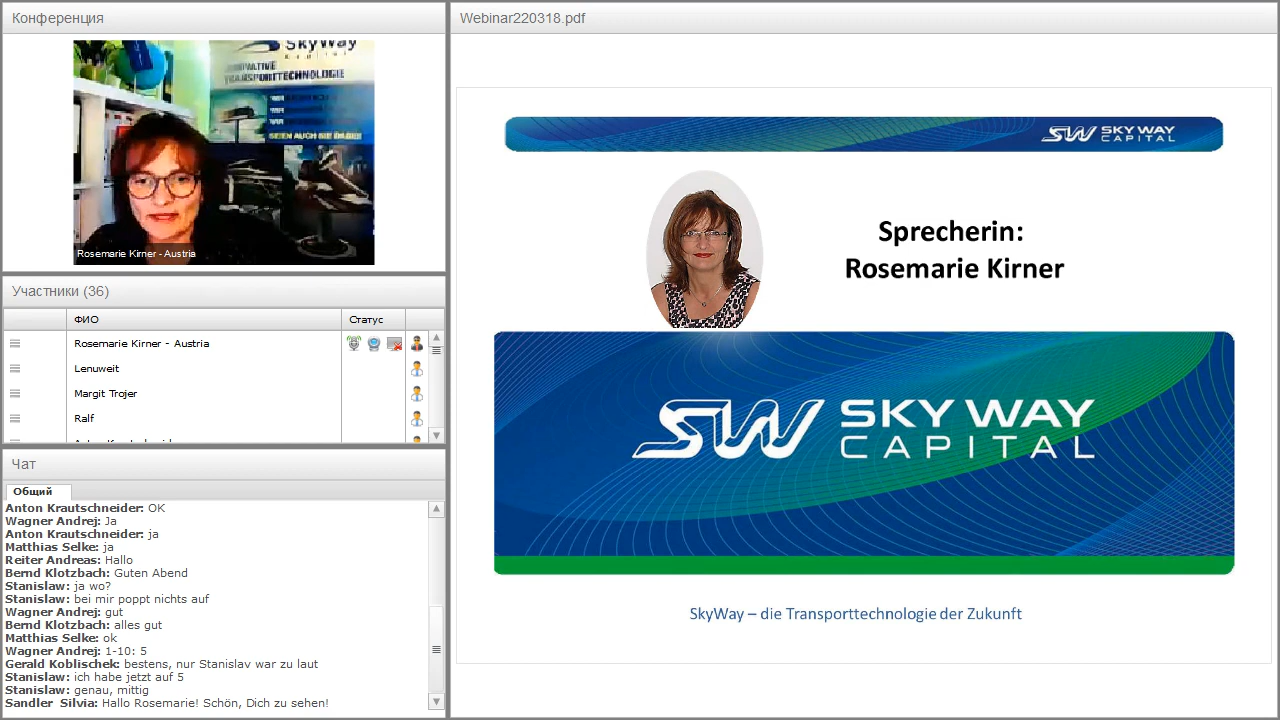 Конференция
SkyWay
Capital
TRANSPORTTECHNOLOGIE
Rosemarie Kirner - Austria
Участники (36)
ФИО
Статус
Rosemarie Kirner - Austria
Lenuweit
Margit Trojer
Ralf
Чат
Общий
Anton Krautschneider: OK
Wagner Andrej: Ja
Anton Krautschneider: ja
Matthias Selke: ja
Reiter Andreas: Hallo
Bernd Klotzbach: Guten Abend
Stanislaw: ja wo?
Stanislaw: bei mir poppt nichts auf
Wagner Andrej: gut
Bernd Klotzbach: alles gut
Matthias Selke: ok
Wagner Andrej: 1-10: 5
Gerald Koblischek: bestens, nur Stanislav war zu laut
Stanislaw: ich habe jetzt auf 5
Stanislaw: genau, mittig
Sandler Silvia: Hallo Rosemarie! Schön, Dich zu sehen!
Webinar220318.pdf
SW SKY WAY
CAPITAL
Sprecherin:
Rosemarie Kirner
SW SKY WAY
CAPITAL
SkyWay – die Transporttechnologie der Zukunft